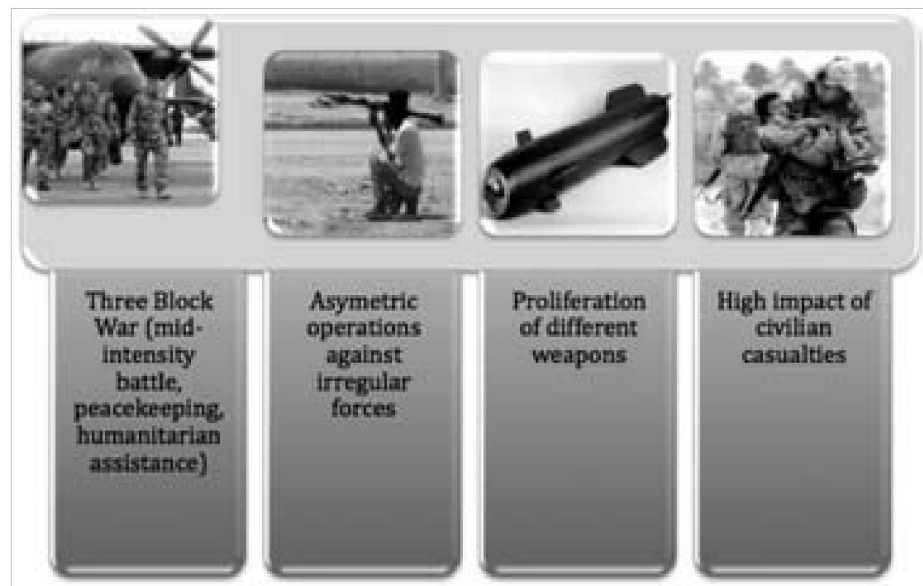 Three Block
War (mid-
intensity
battle,
peacekeeping,
humanitarian
assistance)
Asymetric
operations
against
irregular
forces
Proliferation
of different
weapons
High impact of
civilian
casualties